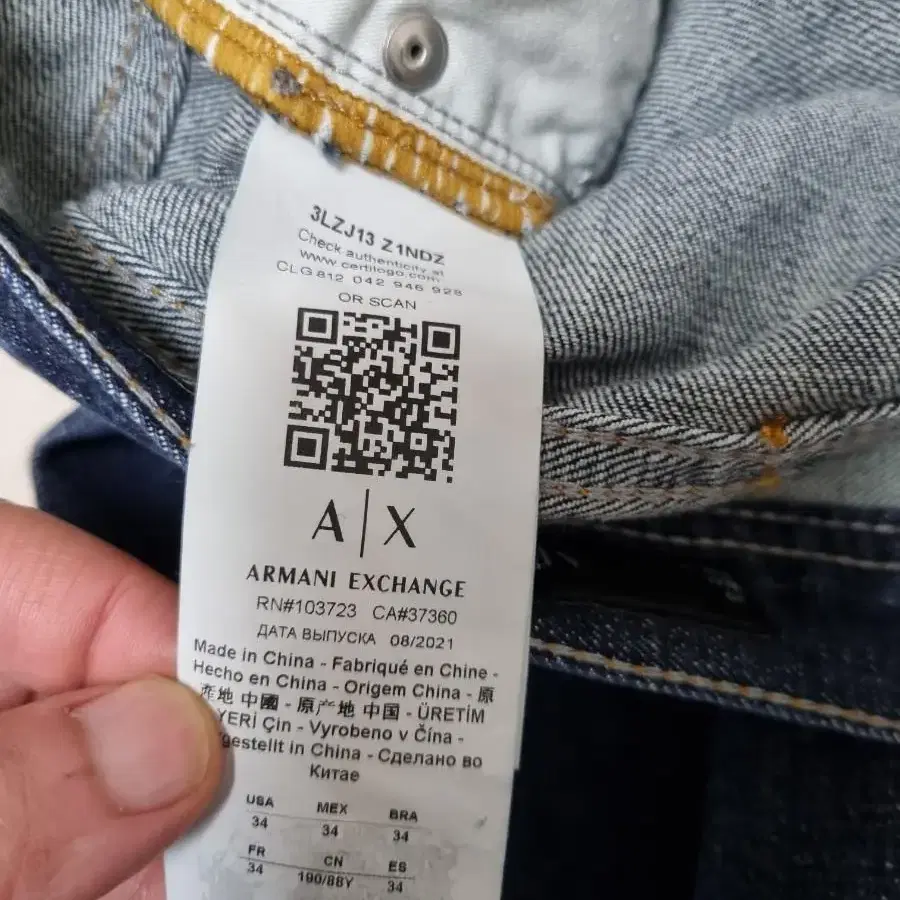 3LZJ13 Z1NDZ
Check authenticity at
www.certilogo.com
CLG 812 042 946 928
OR SCAN
A|X
ARMANI EXCHANGE
RN#103723 CA#37360
ДАТА ВЫПУСКА 08/2021
Made in China - Fabriqué en Chine -
Hecho en China - Origem China - 原
產地 中國 - 原产地 中国 - ÜRETİM
YERİ Çin - Vyrobeno v Čína -
gestellt in China - Сделано во
Китае
USA MEX BRA
34 34 34
FR CN ES
34 190/88Y 34